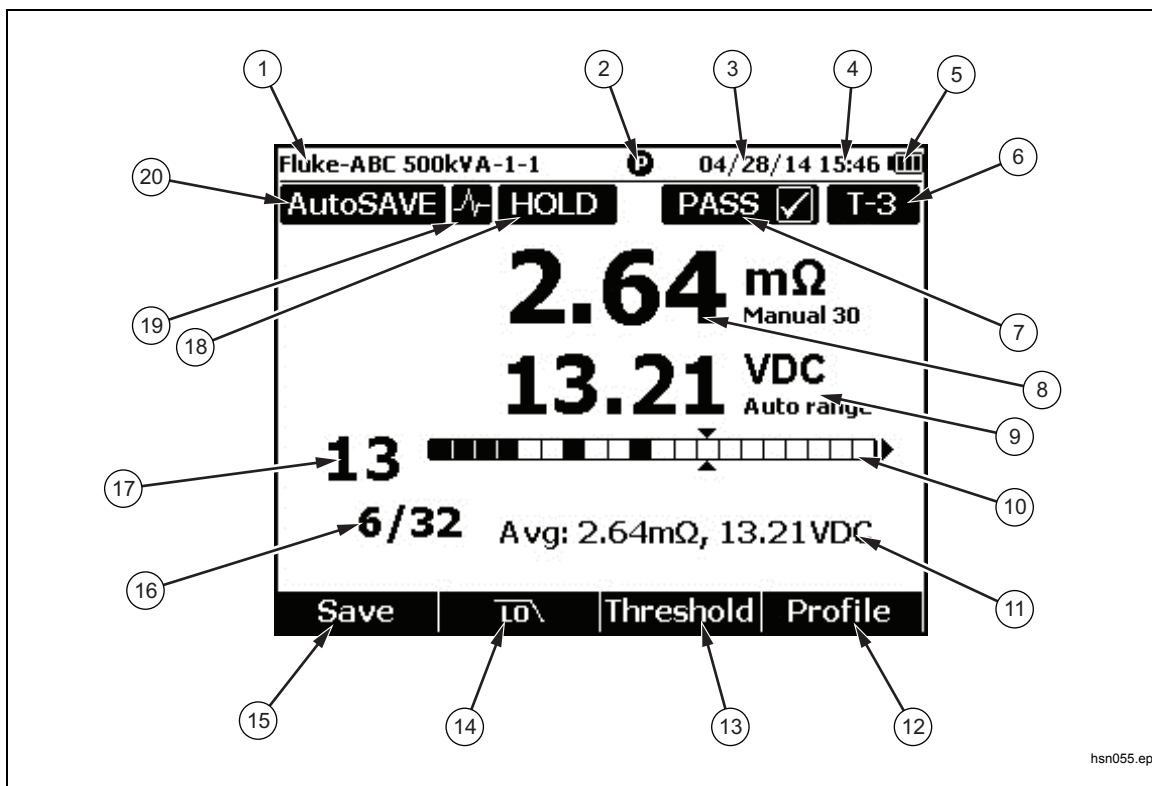 1 2 3 4 5
Fluke-ABC 500kVA-1-1 P 04/28/14 15:46
6
20
AutoSAVE HOLD PASS T-3
2.64 mΩ
Manual 30
19
18
7
13.21 VDC
Auto range
8
9
13
17
10
6/32 Avg: 2.64mΩ, 13.21VDC
16
11
Save LO Threshold Profile
15 14 13 12
hsn055.ep